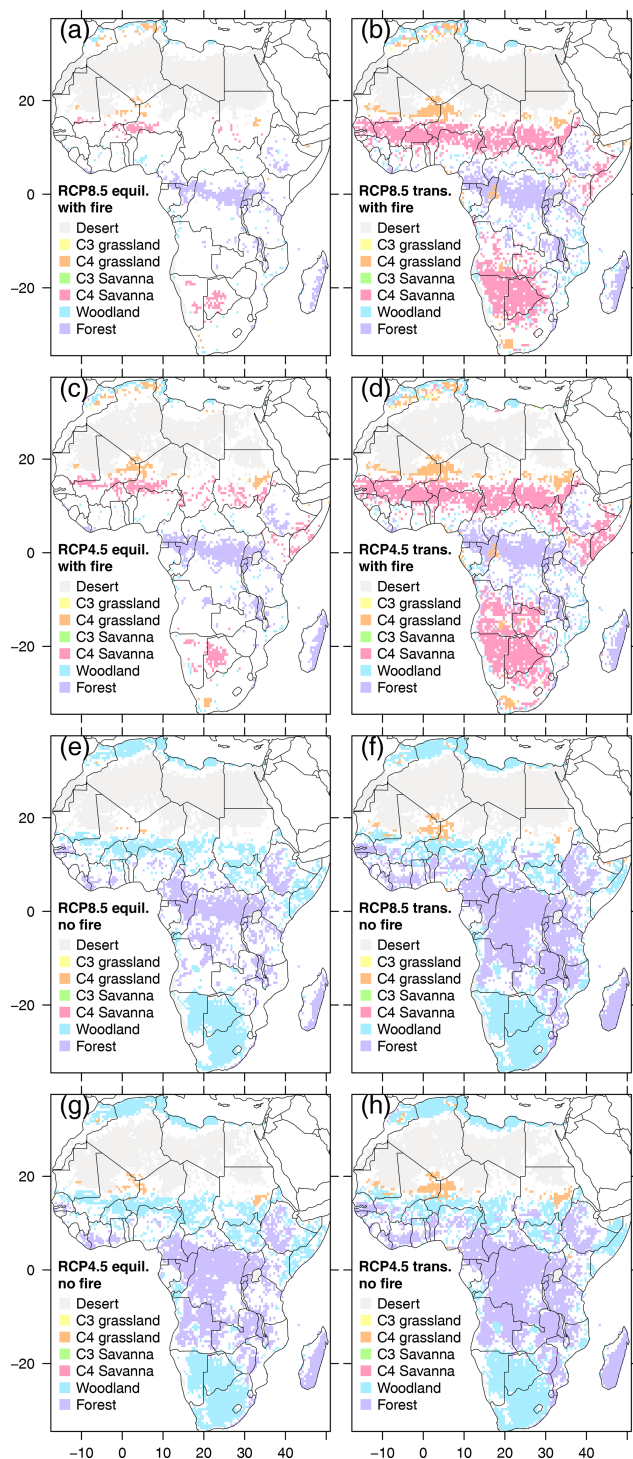 (a)
20
0
−20
RCP8.5 equil.
with fire
Desert
C3 grassland
C4 grassland
C3 Savanna
C4 Savanna
Woodland
Forest
(b)
RCP8.5 trans.
with fire
Desert
C3 grassland
C4 grassland
C3 Savanna
C4 Savanna
Woodland
Forest
(c)
20
0
−20
RCP4.5 equil.
with fire
Desert
C3 grassland
C4 grassland
C3 Savanna
C4 Savanna
Woodland
Forest
(d)
RCP4.5 trans.
with fire
Desert
C3 grassland
C4 grassland
C3 Savanna
C4 Savanna
Woodland
Forest
(e)
20
0
−20
RCP8.5 equil.
no fire
Desert
C3 grassland
C4 grassland
C3 Savanna
C4 Savanna
Woodland
Forest
(f)
RCP8.5 trans.
no fire
Desert
C3 grassland
C4 grassland
C3 Savanna
C4 Savanna
Woodland
Forest
(g)
20
0
−20
RCP4.5 equil.
no fire
Desert
C3 grassland
C4 grassland
C3 Savanna
C4 Savanna
Woodland
Forest
−10 0 10 20 30 40
(h)
RCP4.5 trans.
no fire
Desert
C3 grassland
C4 grassland
C3 Savanna
C4 Savanna
Woodland
Forest
−10 0 10 20 30 40